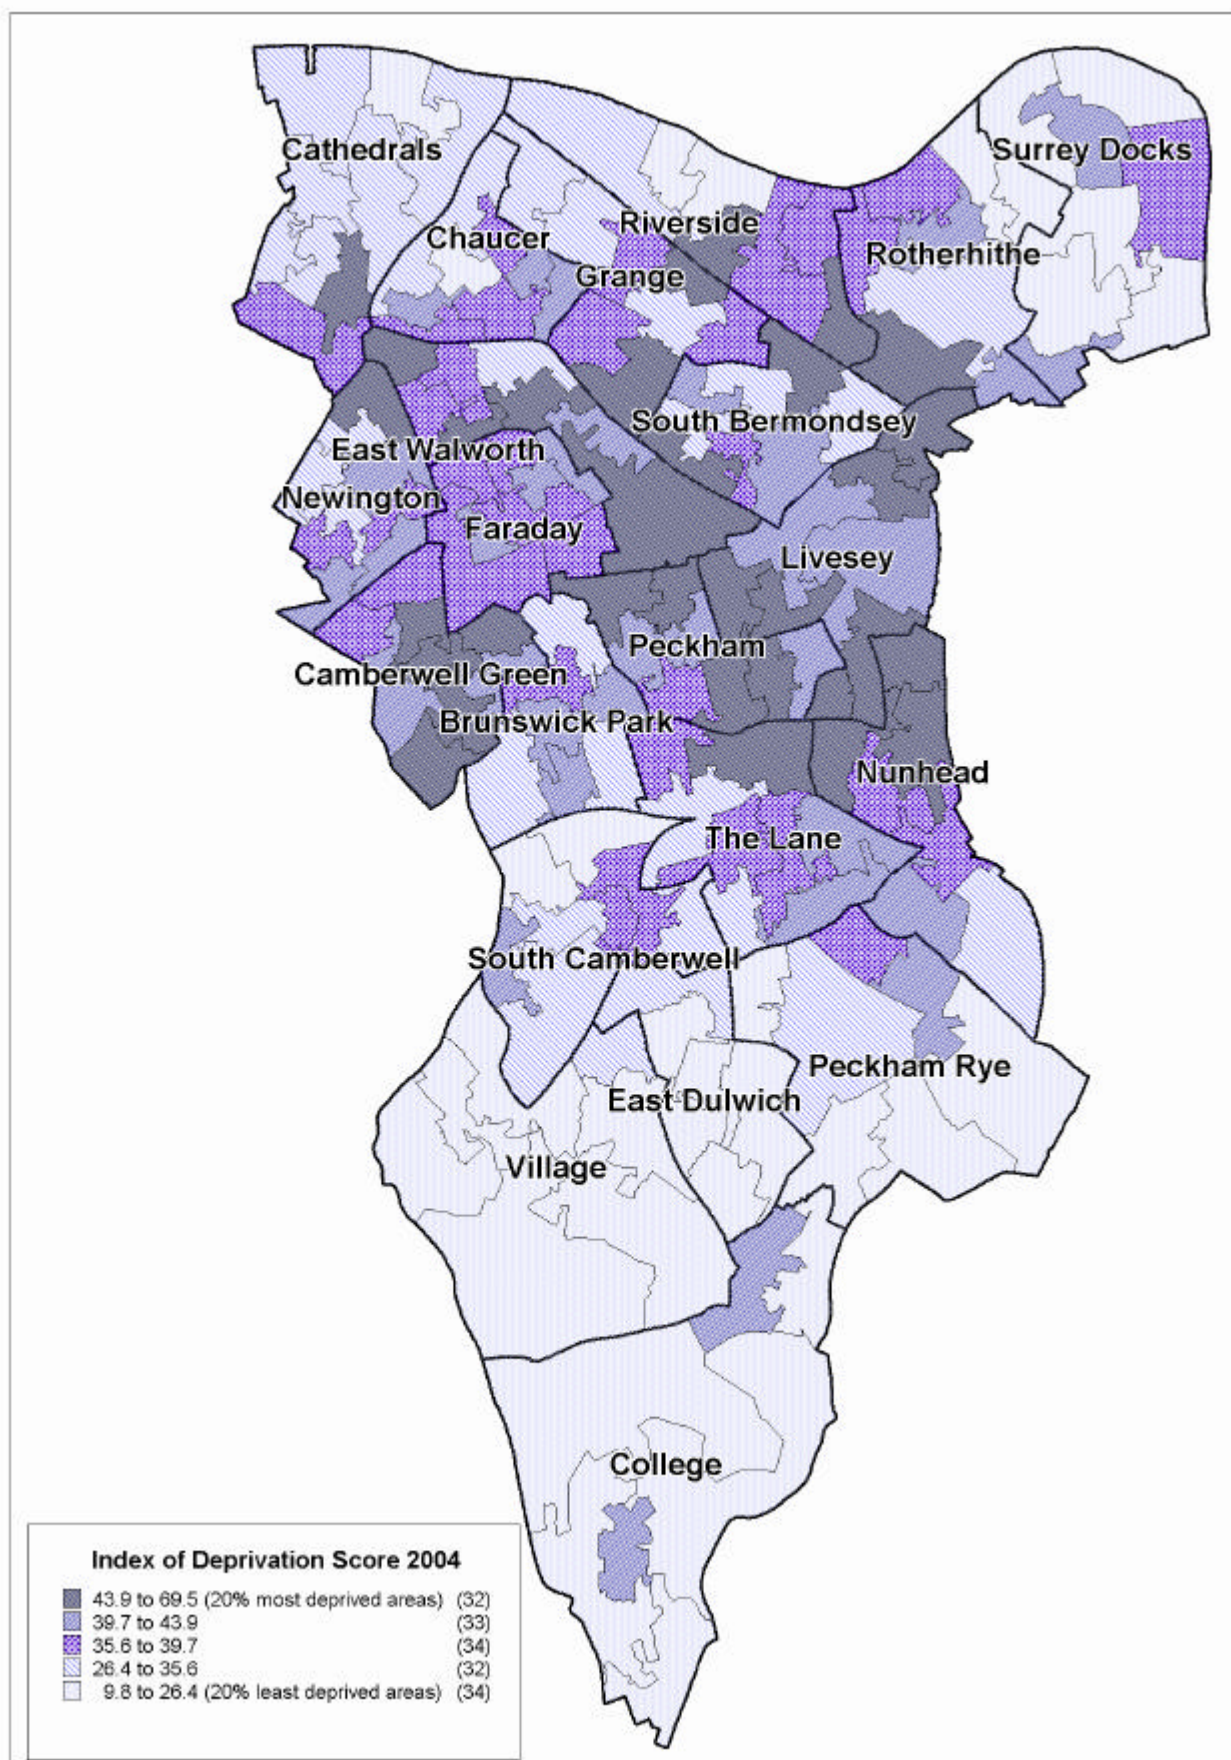 Cathedrals
Surrey Docks
Chaucer
Riverside
Rotherhithe
Grange
South Bermondsey
East Walworth
Newington
Faraday
Livesey
Peckham
Camberwell Green
Brunswick Park
Nunhead
The Lane
South Camberwell
Peckham Rye
East Dulwich
Village
College
Index of Deprivation Score 2004
43.9 to 69.5 (20% most deprived areas) (32)
39.7 to 43.9 (33)
35.6 to 39.7 (34)
26.4 to 35.6 (32)
9.8 to 26.4 (20% least deprived areas) (34)